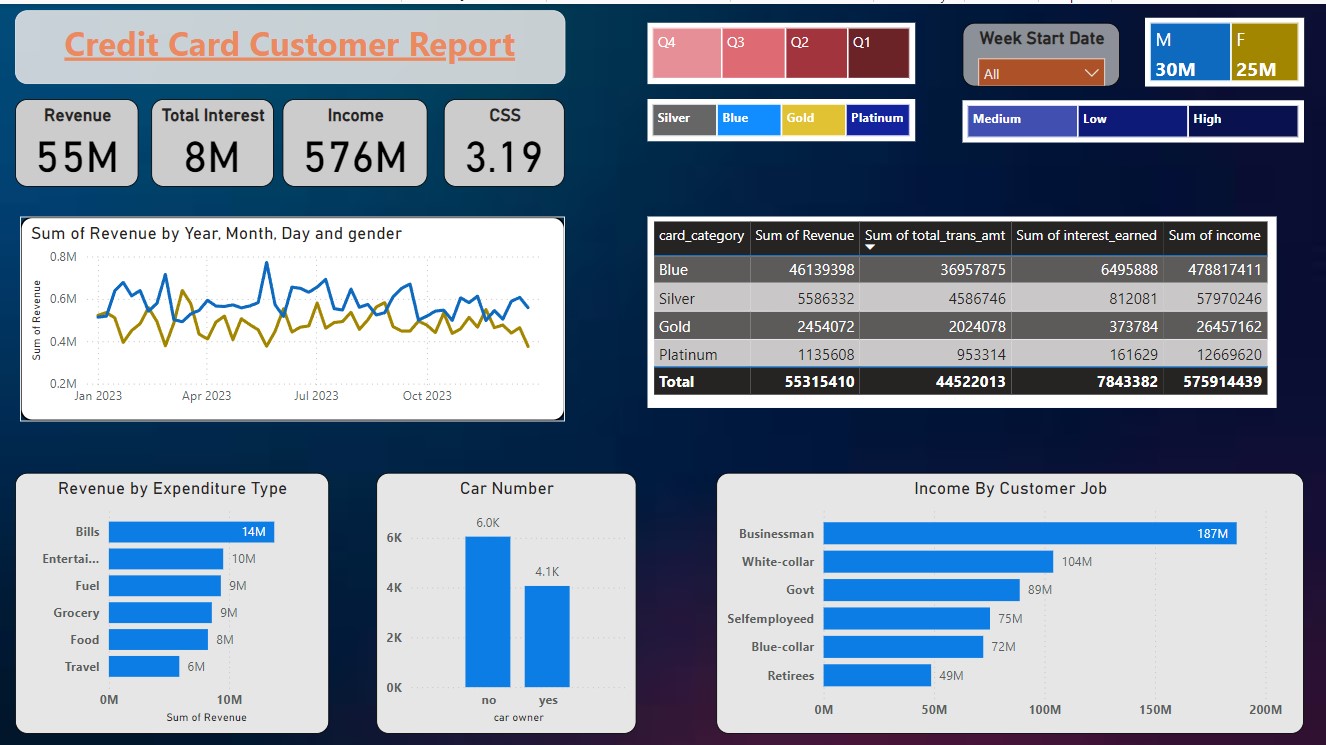 Credit Card Customer Report
Q4 Q3 Q2 Q1
Week Start Date
All
M F
30M 25M
Silver Blue Gold Platinum
Medium Low High
Revenue
55M
Total Interest
8M
Income
576M
CSS
3.19
Sum of Revenue by Year, Month, Day and gender
Sum of Revenue
0.8M
0.6M
0.4M
0.2M
Jan 2023 Apr 2023 Jul 2023 Oct 2023
card_category Sum of Revenue Sum of total_trans_amt Sum of interest_earned Sum of income
Blue 46139398 36957875 6495888 478817411
Silver 5586332 4586746 812081 57970246
Gold 2454072 2024078 373784 26457162
Platinum 1135608 953314 161629 12669620
Total 55315410 44522013 7843382 575914439
Revenue by Expenditure Type
Bills 14M
Entertai... 10M
Fuel 9M
Grocery 9M
Food 8M
Travel 6M
0M 10M
Sum of Revenue
Car Number
6.0K
6K
4.1K
4K
2K
0K
no yes
car owner
Income By Customer Job
Businessman 187M
White-collar 104M
Govt 89M
Selfemployeed 75M
Blue-collar 72M
Retirees 49M
0M 50M 100M 150M 200M